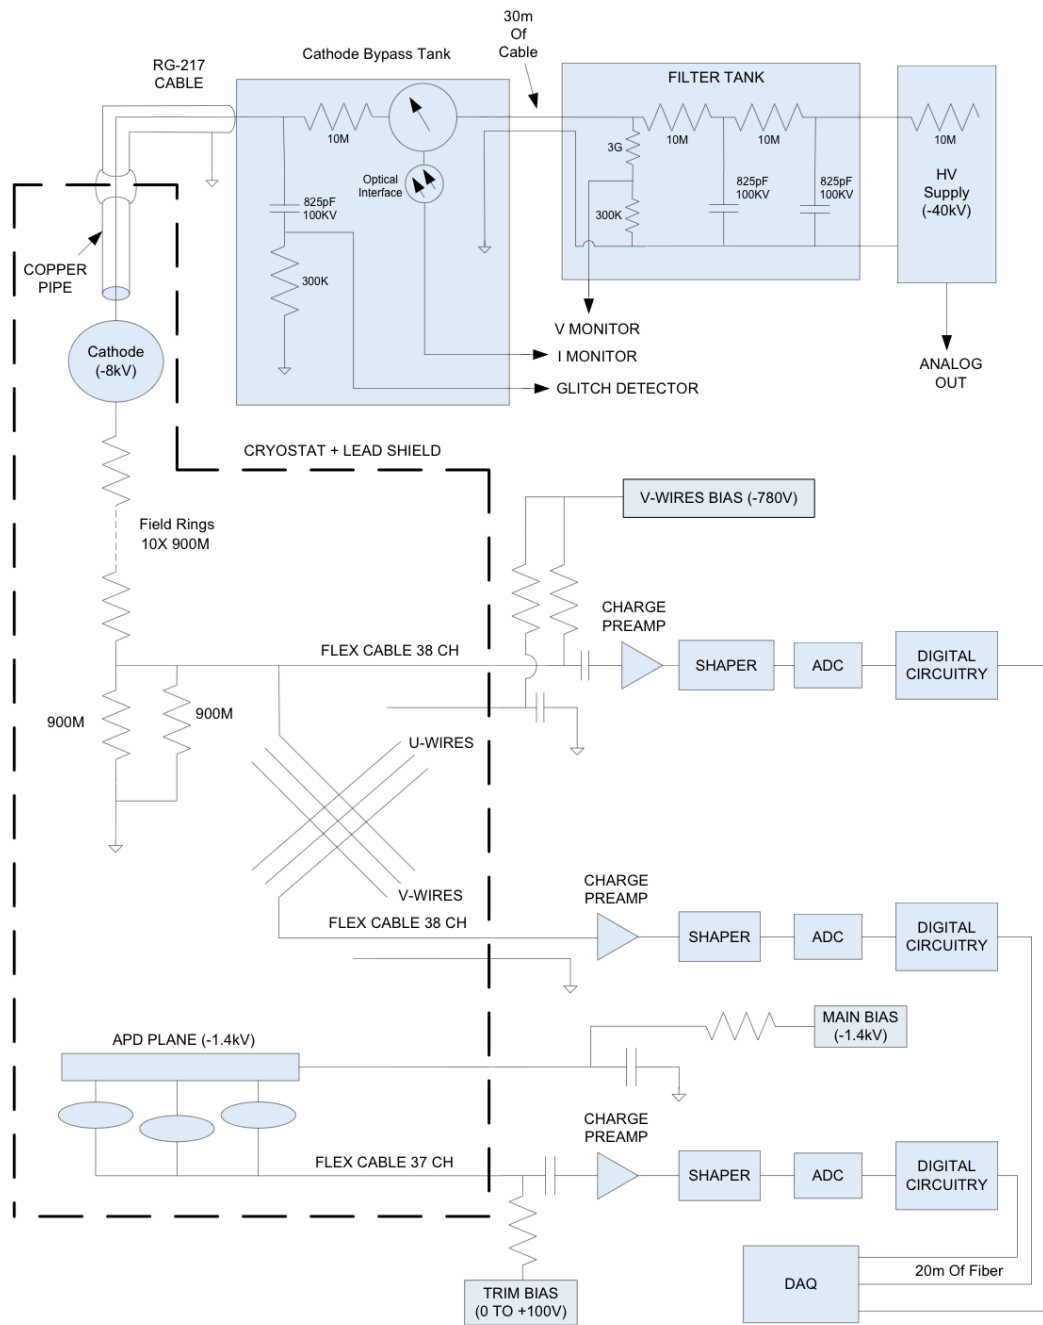 30m
Of
Cable
Cathode Bypass Tank
RG-217
CABLE
FILTER TANK
10M
10M
10M
10M
3G
Optical
Interface
HV
Supply
(-40kV)
825pF
100KV
825pF
100KV
825pF
100KV
300K
COPPER
PIPE
300K
V MONITOR
Cathode
(-8kV)
I MONITOR
ANALOG
OUT
GLITCH DETECTOR
CRYOSTAT + LEAD SHIELD
V-WIRES BIAS (-780V)
Field Rings
10X 900M
CHARGE
PREAMP
FLEX CABLE 38 CH
SHAPER
ADC
DIGITAL
CIRCUITRY
900M
900M
U-WIRES
V-WIRES
CHARGE
PREAMP
FLEX CABLE 38 CH
SHAPER
ADC
DIGITAL
CIRCUITRY
MAIN BIAS
(-1.4kV)
APD PLANE (-1.4kV)
CHARGE
PREAMP
FLEX CABLE 37 CH
SHAPER
ADC
DIGITAL
CIRCUITRY
20m Of Fiber
DAQ
TRIM BIAS
(0 TO +100V)